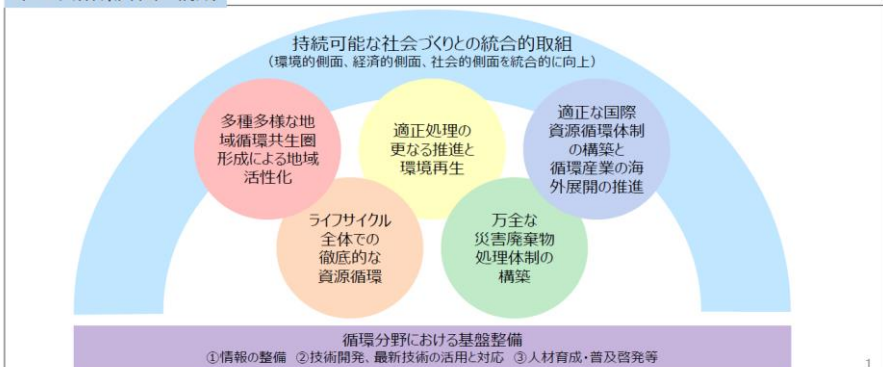 持続可能な社会づくりとの統合的取組
（環境的側面、経済的側面、社会的側面を統合的に向上）
多種多様な地
域循環共生圏
形成による地域
活性化
適正処理の
更なる推進と
環境再生
適正な国際
資源循環体制
の構築と
循環産業の海
外展開の推進
ライフサイクル
全体での
徹底的な
資源循環
万全な
災害廃棄物
処理体制の
構築
循環分野における基盤整備
①情報の整備 ②技術開発、最新技術の活用と対応 ③人材育成・普及啓発等
1